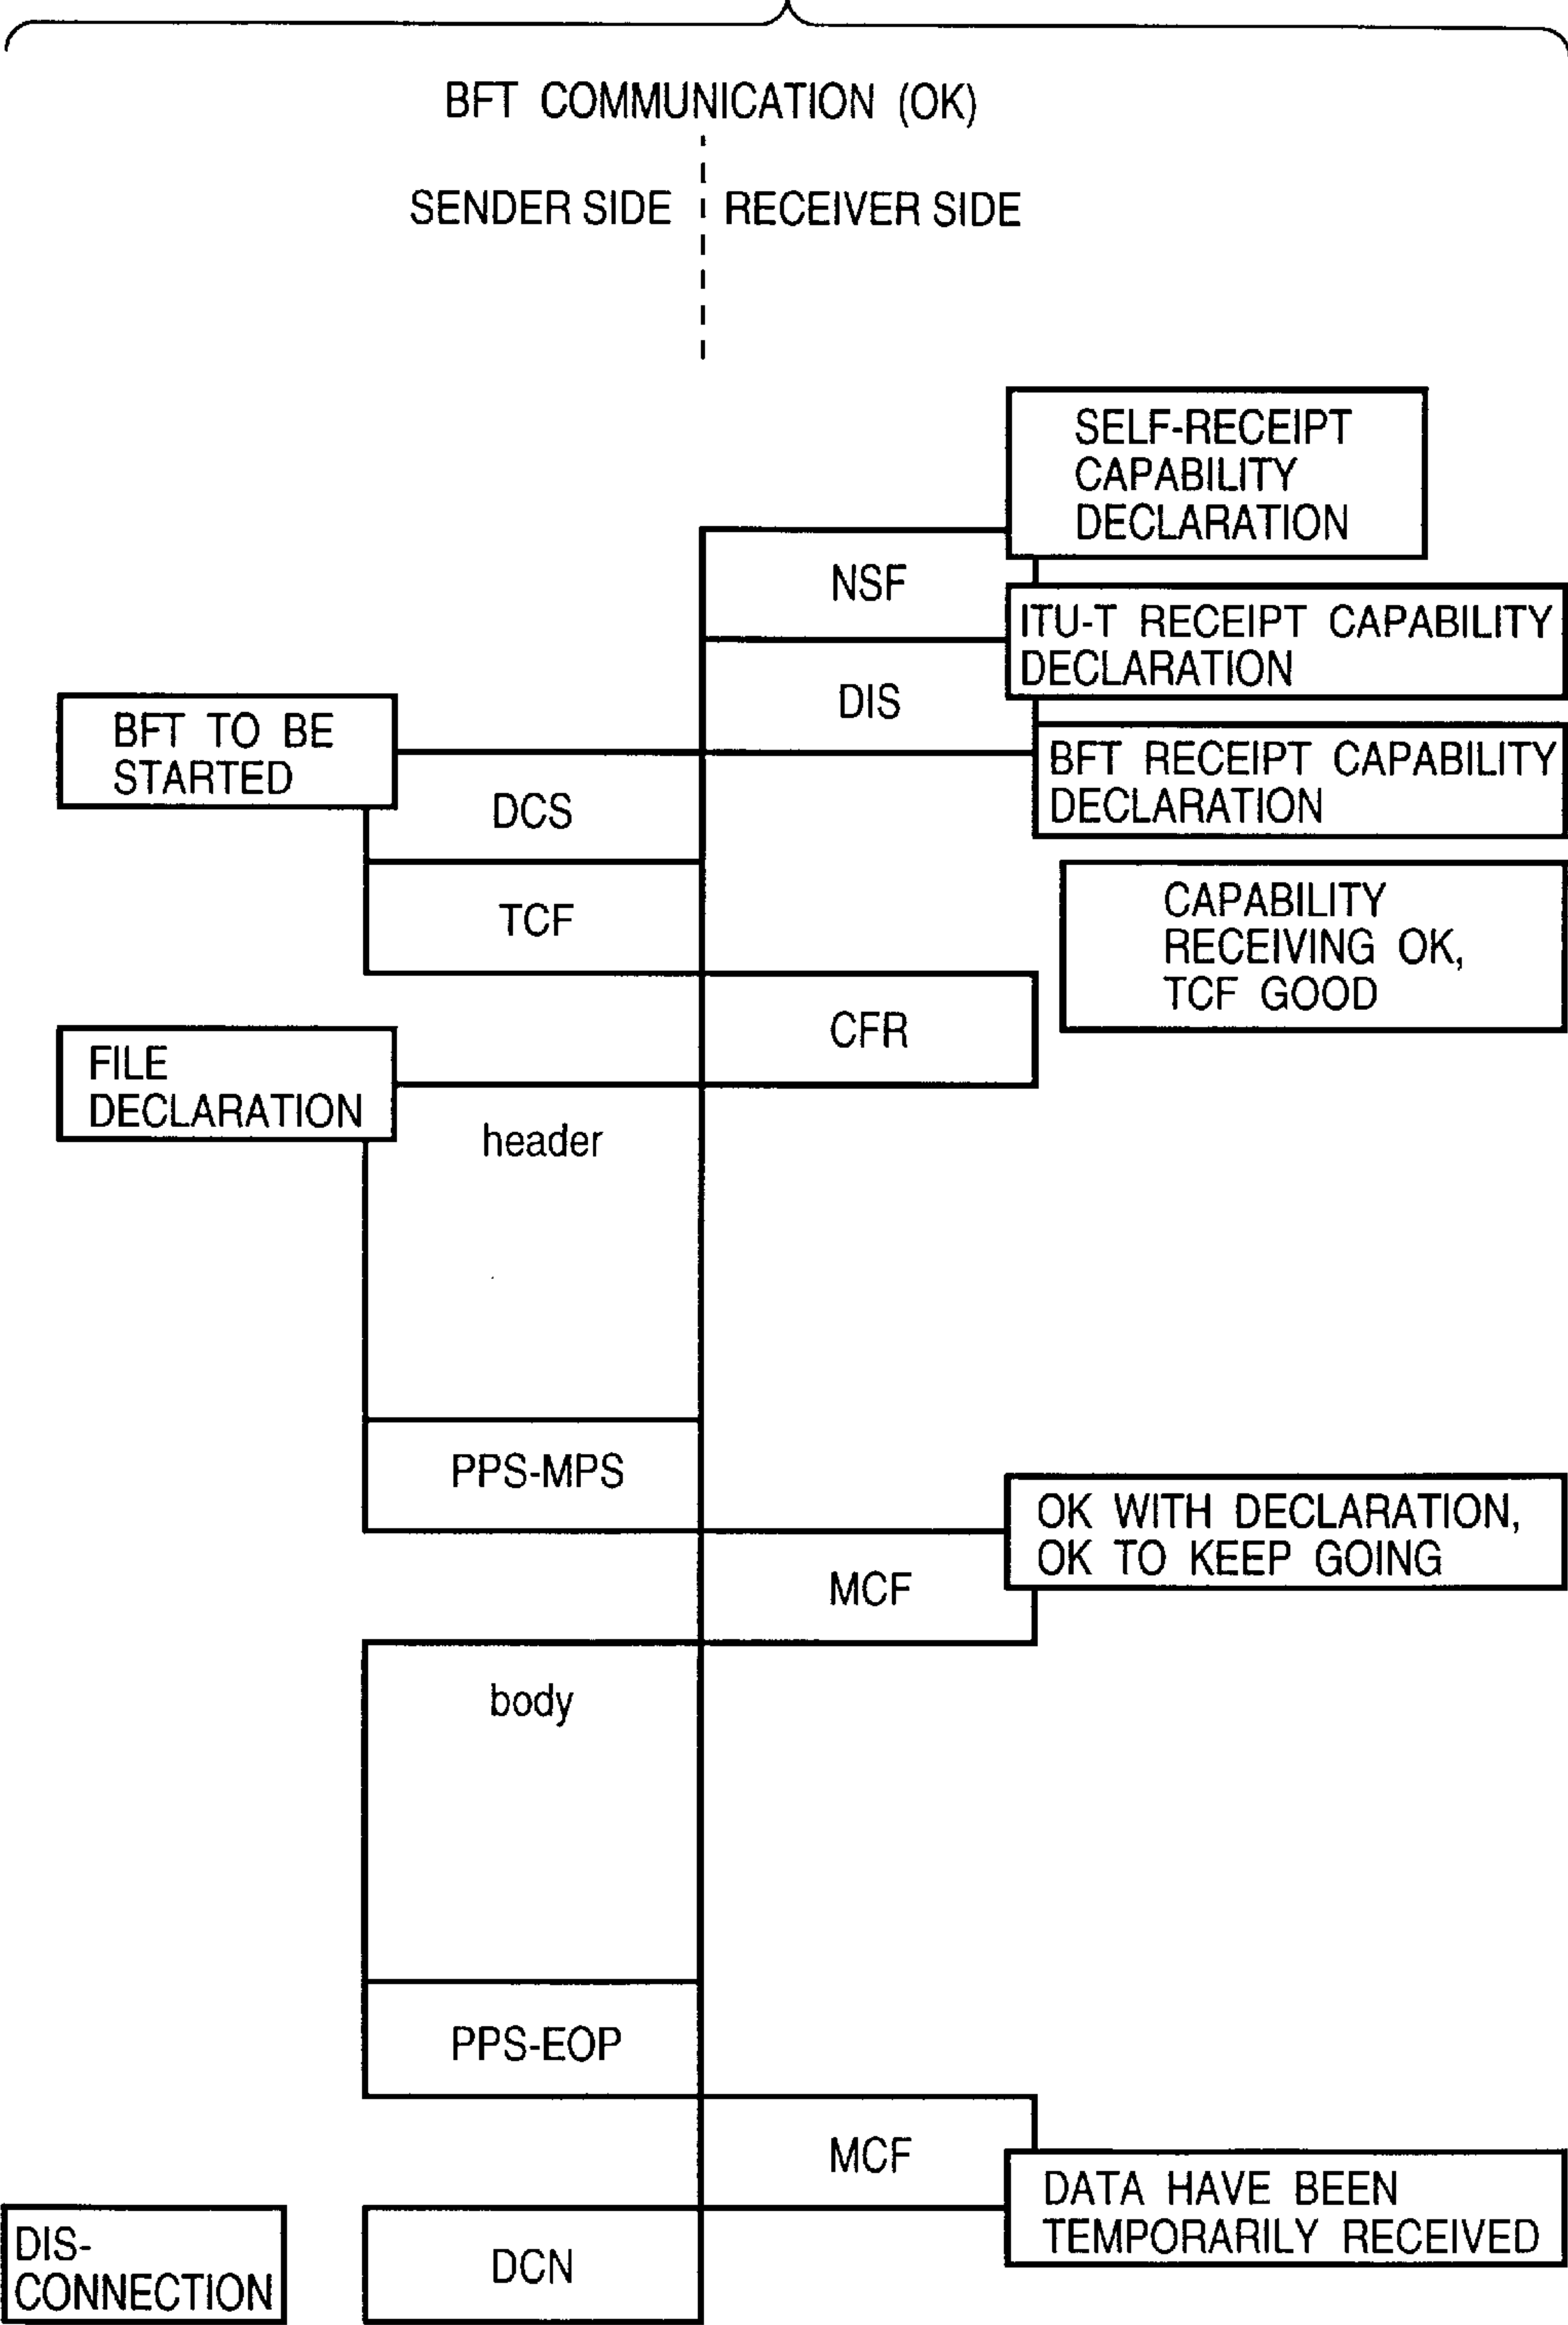 BFT COMMUNICATION (OK)
SENDER SIDE
RECEIVER SIDE
SELF-RECEIPT
CAPABILITY
DECLARATION
NSF
ITU-T RECEIPT CAPABILITY
DECLARATION
DIS
BFT TO BE
STARTED
BFT RECEIPT CAPABILITY
DECLARATION
DCS
TCF
CAPABILITY
RECEIVING OK,
TCF GOOD
CFR
FILE
DECLARATION
header
PPS-MPS
OK WITH DECLARATION,
OK TO KEEP GOING
MCF
body
PPS-EOP
MCF
DATA HAVE BEEN
TEMPORARILY RECEIVED
DIS-
CONNECTION
DCN